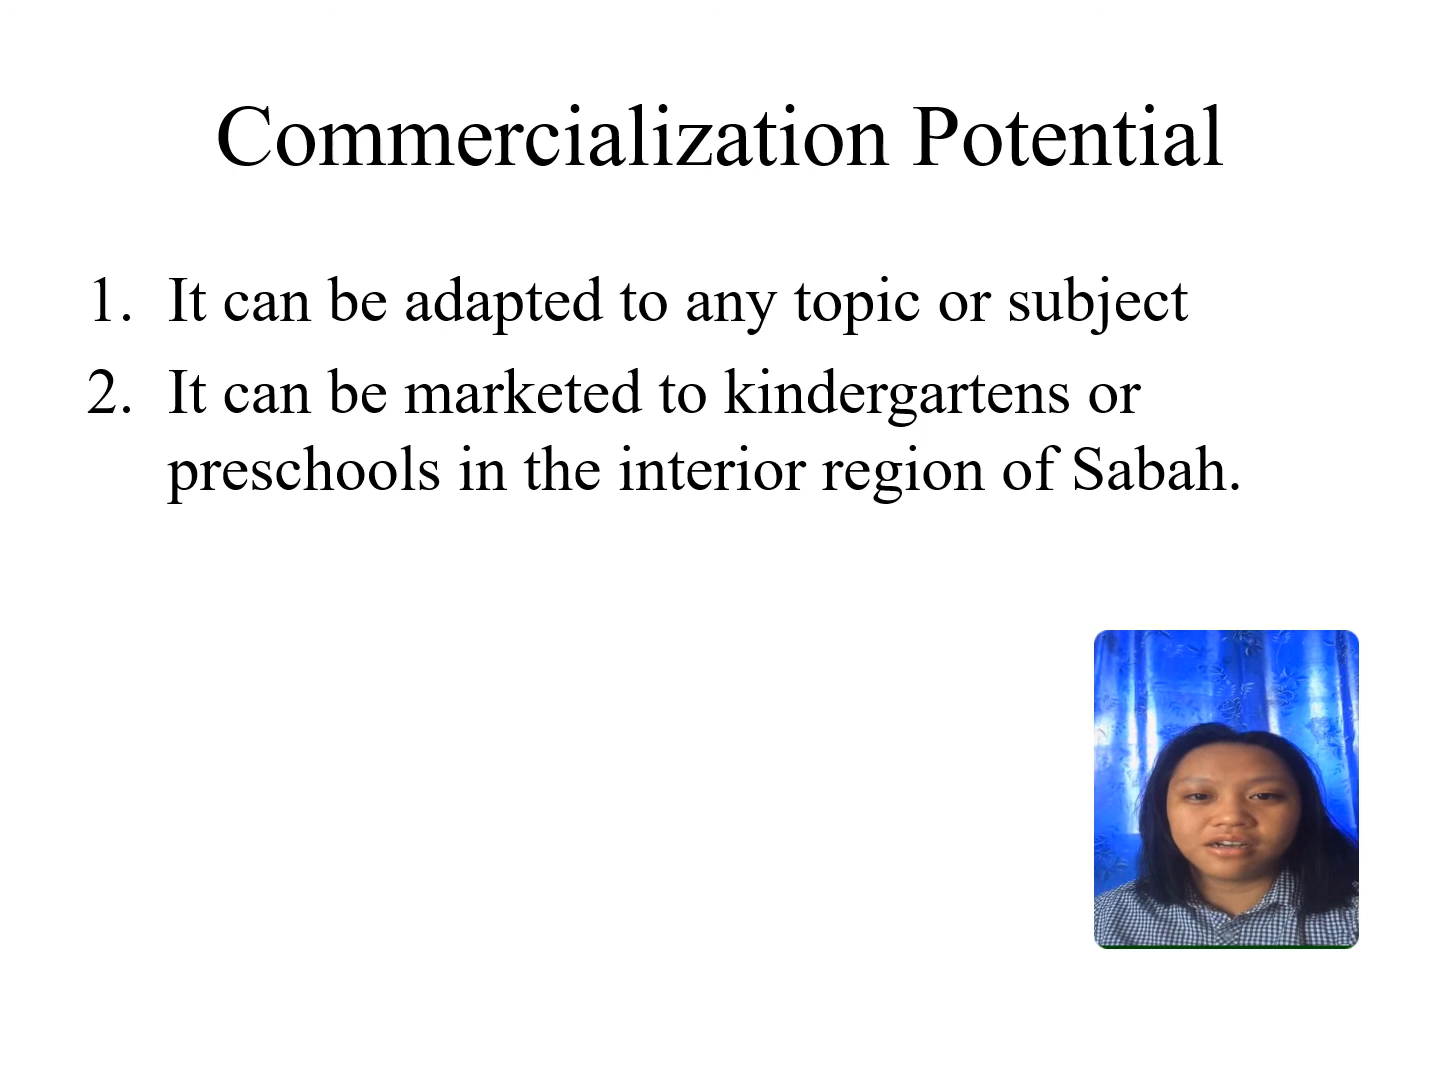 Commercialization Potential
1. It can be adapted to any topic or subject
2. It can be marketed to kindergartens or
preschools in the interior region of Sabah.